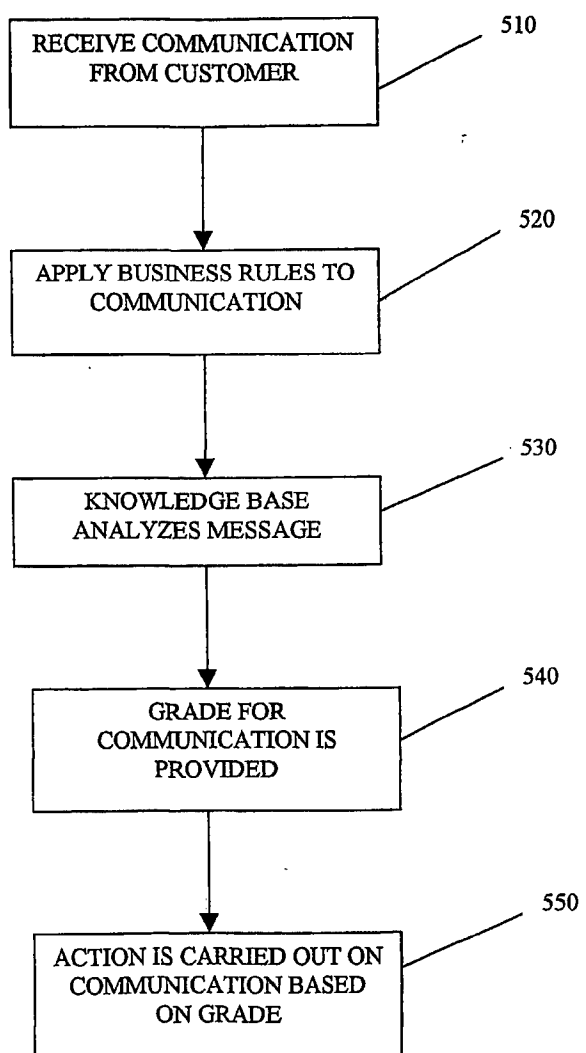 RECEIVE COMMUNICATION
FROM CUSTOMER
510
APPLY BUSINESS RULES TO
COMMUNICATION
520
KNOWLEDGE BASE
ANALYZES MESSAGE
530
GRADE FOR
COMMUNICATION IS
PROVIDED
540
ACTION IS CARRIED OUT ON
COMMUNICATION BASED
ON GRADE
550